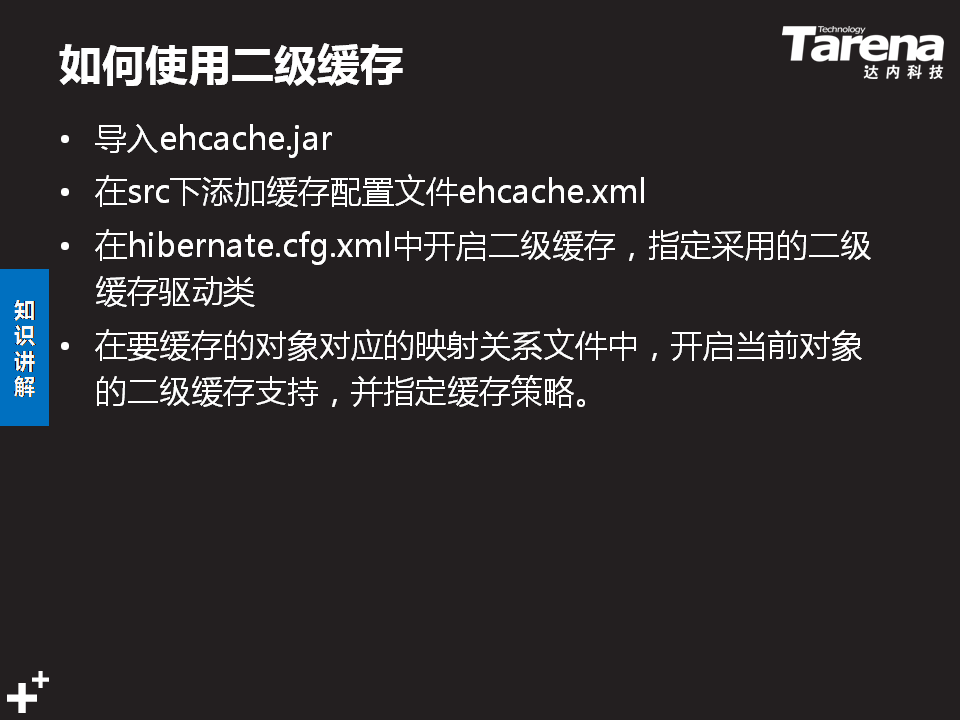 如何使用二级缓存
Technology
Tarena
达内科技
• 导入ehcache.jar
• 在src下添加缓存配置文件ehcache.xml
• 在hibernate.cfg.xml中开启二级缓存，指定采用的二级
缓存驱动类
• 在要缓存的对象对应的映射关系文件中，开启当前对象
的二级缓存支持，并指定缓存策略。
知识讲解